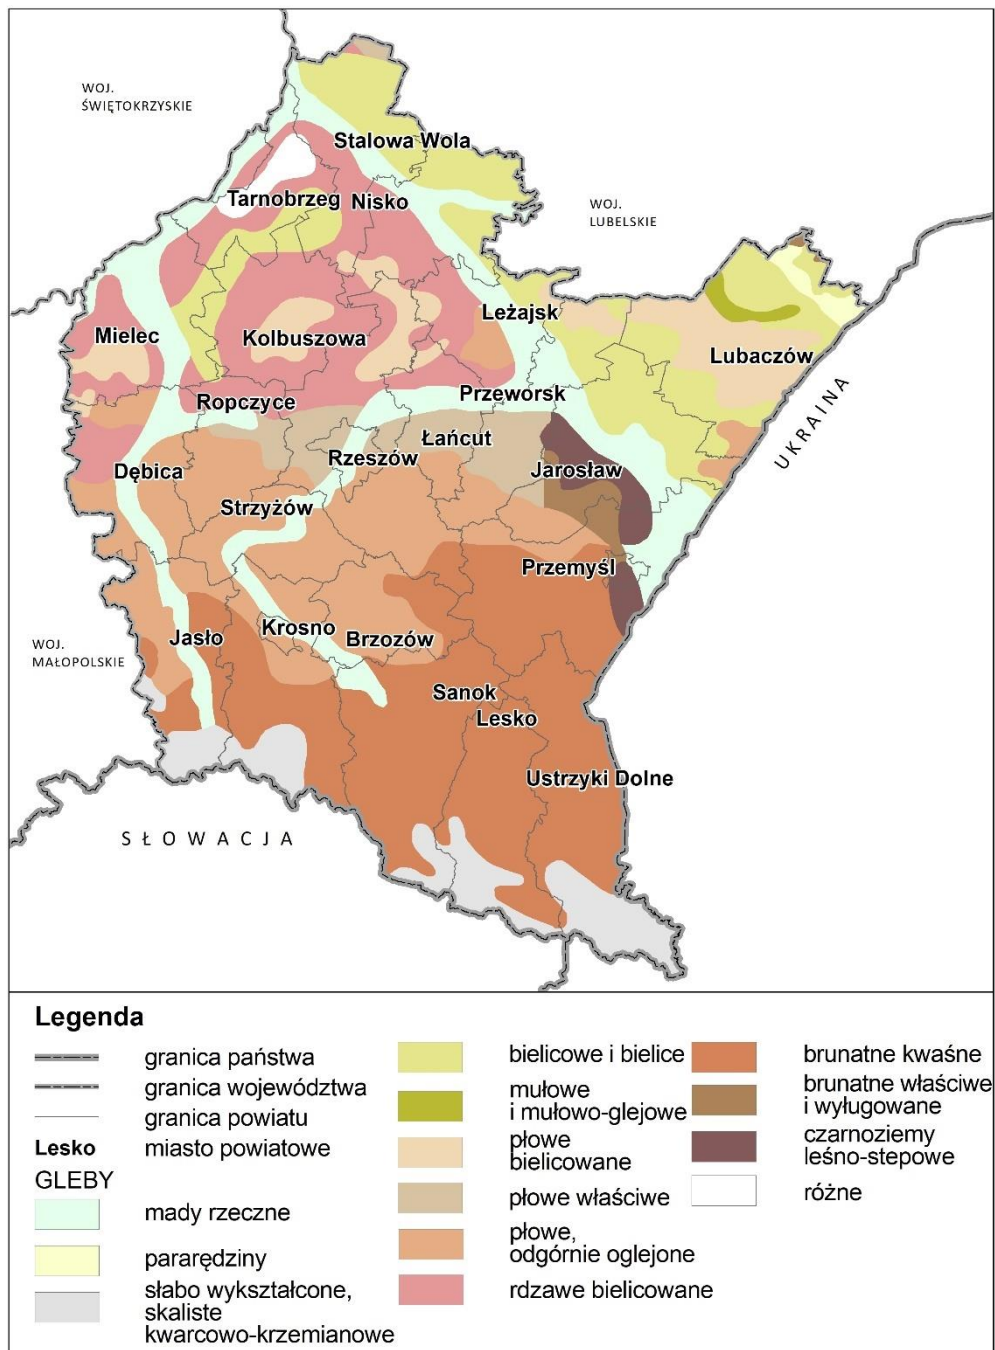 WOJ.
ŚWIĘTOKRZYSKIE
Stalowa Wola
Tarnobrzeg
Nisko
WOJ.
LUBELSKIE
Leżajsk
Mielec
Kolbuszowa
Lubaczów
Ropczyce
Przeworsk
UKRAINA
Łańcut
Rzeszów
Dębica
Jarosław
Strzyżów
Przemyśl
Jasło
Krosno
Brzozów
WOJ.
MAŁOPOLSKIE
Sanok
Lesko
Ustrzyki Dolne
SŁOWACJA
Legenda
granica państwa
granica województwa
granica powiatu
Lesko miasto powiatowe
GLEBY
mady rzeczne
pararędziny
słabo wykształcone,
skaliste
kwarcowo-krzemianowe
bielicowe i bielice
mułowe
i mułowo-glejowe
płowe
bielicowane
płowe właściwe
płowe,
odgórnie oglejone
rdzawe bielicowane
brunatne kwaśne
brunatne właściwe
i wyługowane
czarnoziemy
leśno-stepowe
różne